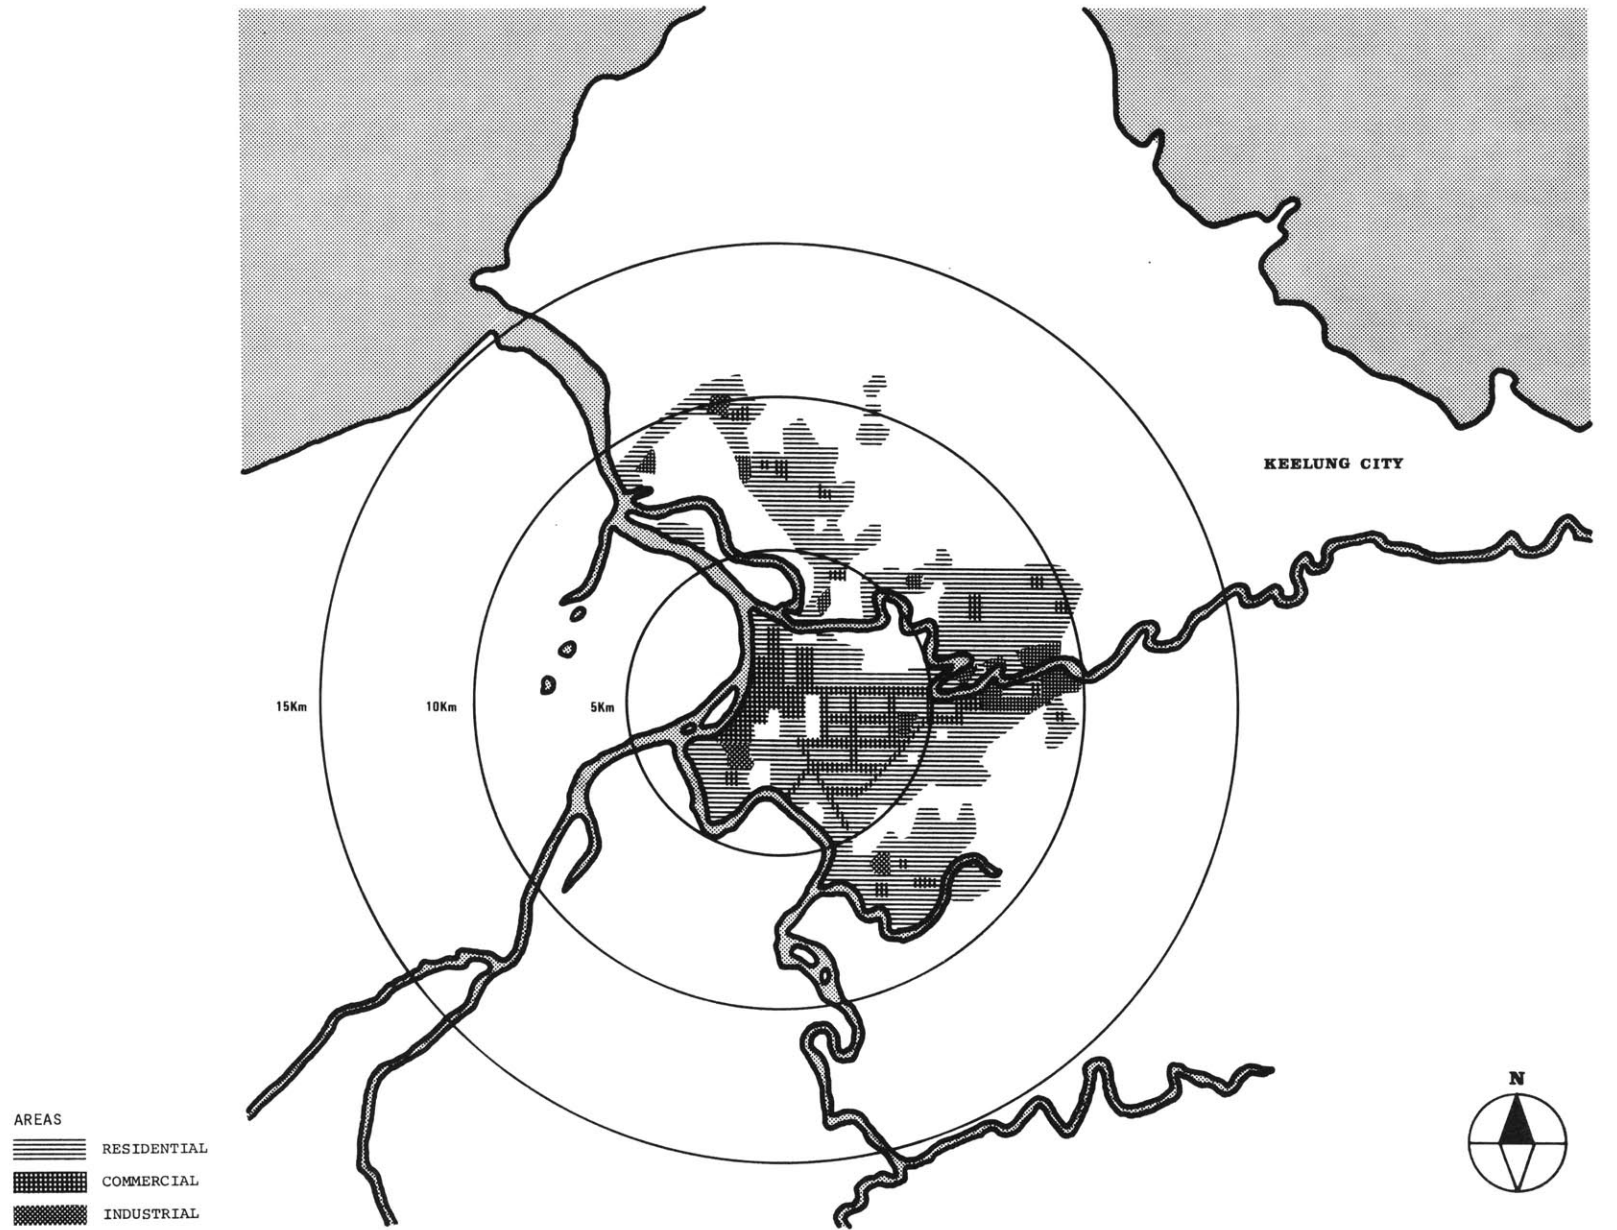 KEELUNG CITY
15Km
10Km
5Km
N
AREAS
RESIDENTIAL
COMMERCIAL
INDUSTRIAL